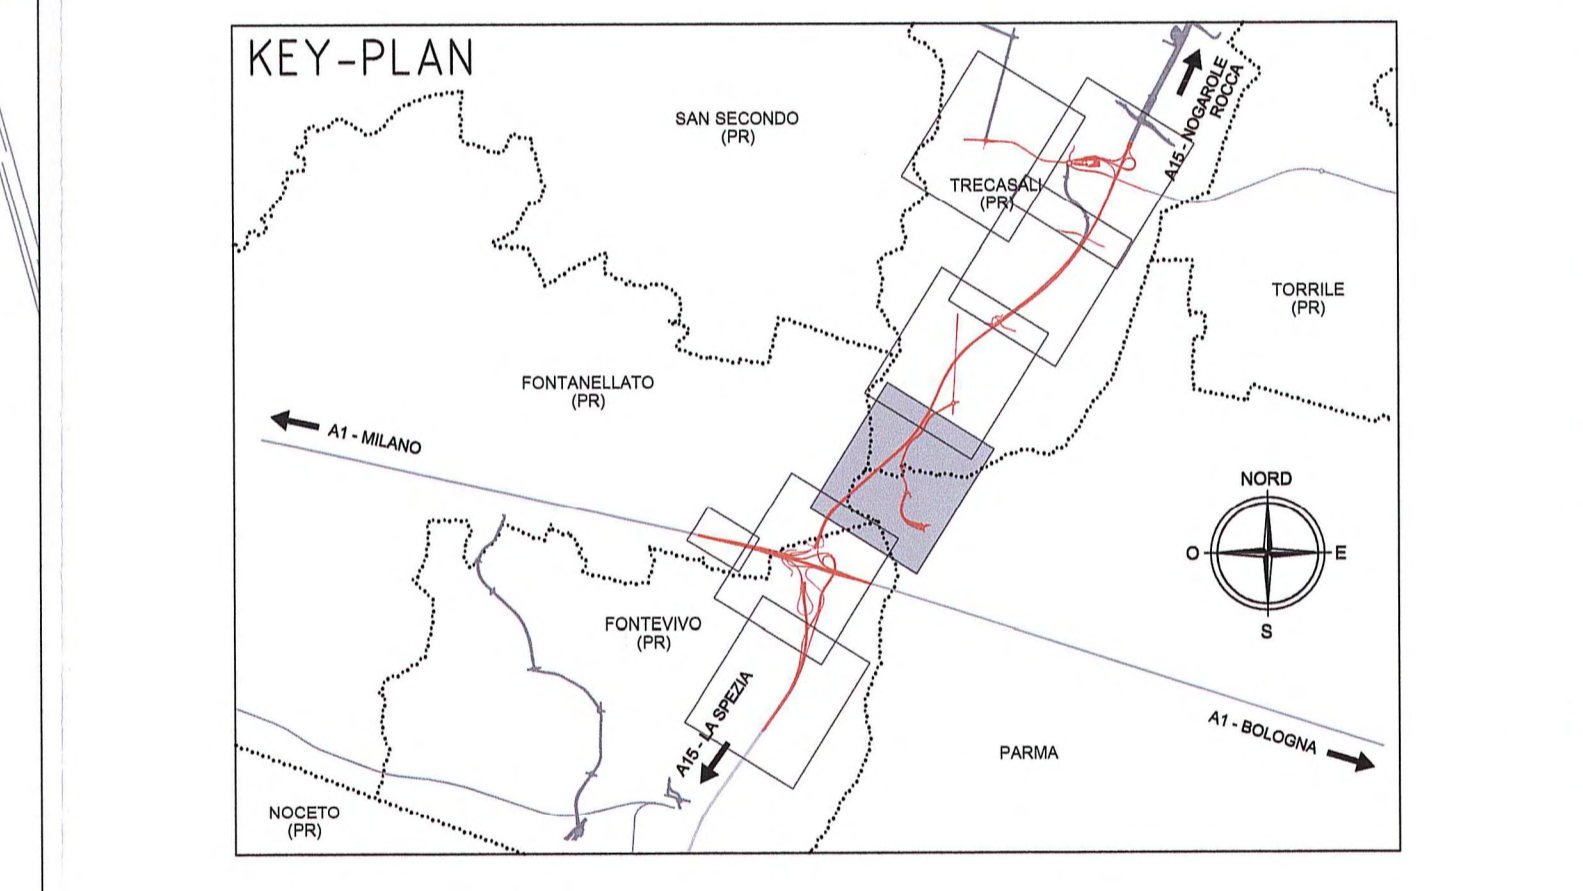 KEY-PLAN
SAN SECONDO
(PR)
A15 - NOGAROLE
ROCCA
TRECASALI
(PR)
TORRILE
(PR)
FONTANELLATO
(PR)
A1 - MILANO
NORD
O
E
S
FONTEVIVO
(PR)
A15 - LA SPEZIA
A1 - BOLOGNA
PARMA
NOCETO
(PR)